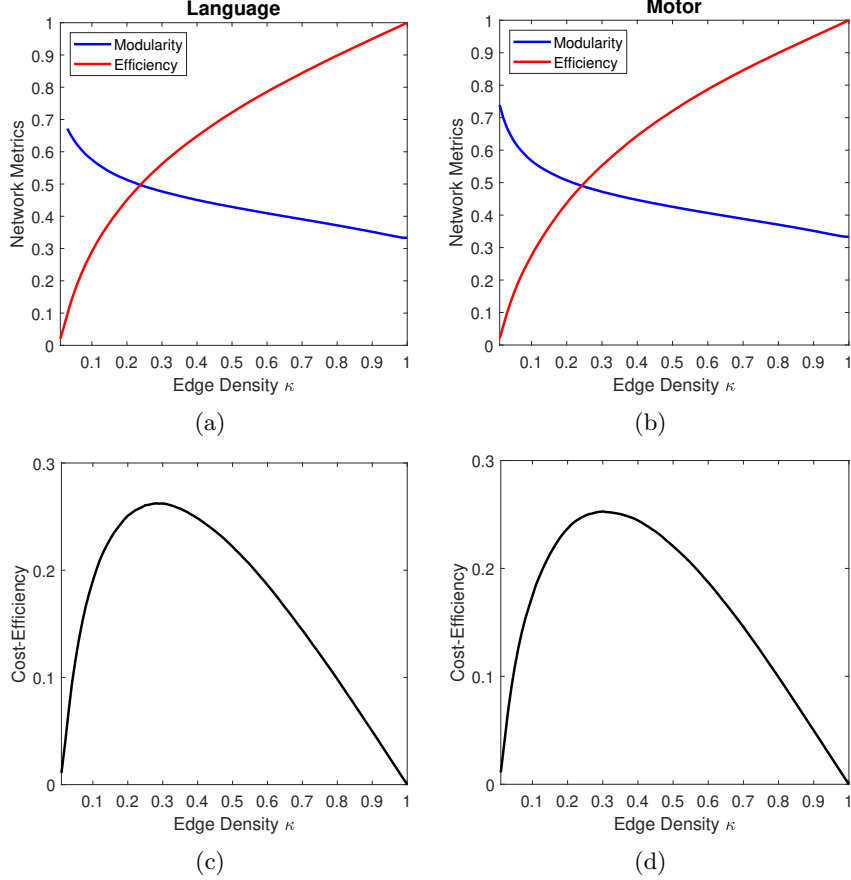 Language
Network Metrics
1
0.9
0.8
0.7
0.6
0.5
0.4
0.3
0.2
0.1
0
Modularity
Efficiency
0.1 0.2 0.3 0.4 0.5 0.6 0.7 0.8 0.9 1
Edge Density κ
(a)
Motor
Network Metrics
1
0.9
0.8
0.7
0.6
0.5
0.4
0.3
0.2
0.1
0
Modularity
Efficiency
0.1 0.2 0.3 0.4 0.5 0.6 0.7 0.8 0.9 1
Edge Density κ
(b)
Cost-Efficiency
0.3
0.2
0.1
0
0.1 0.2 0.3 0.4 0.5 0.6 0.7 0.8 0.9 1
Edge Density κ
(c)
Cost-Efficiency
0.3
0.2
0.1
0
0.1 0.2 0.3 0.4 0.5 0.6 0.7 0.8 0.9 1
Edge Density κ
(d)